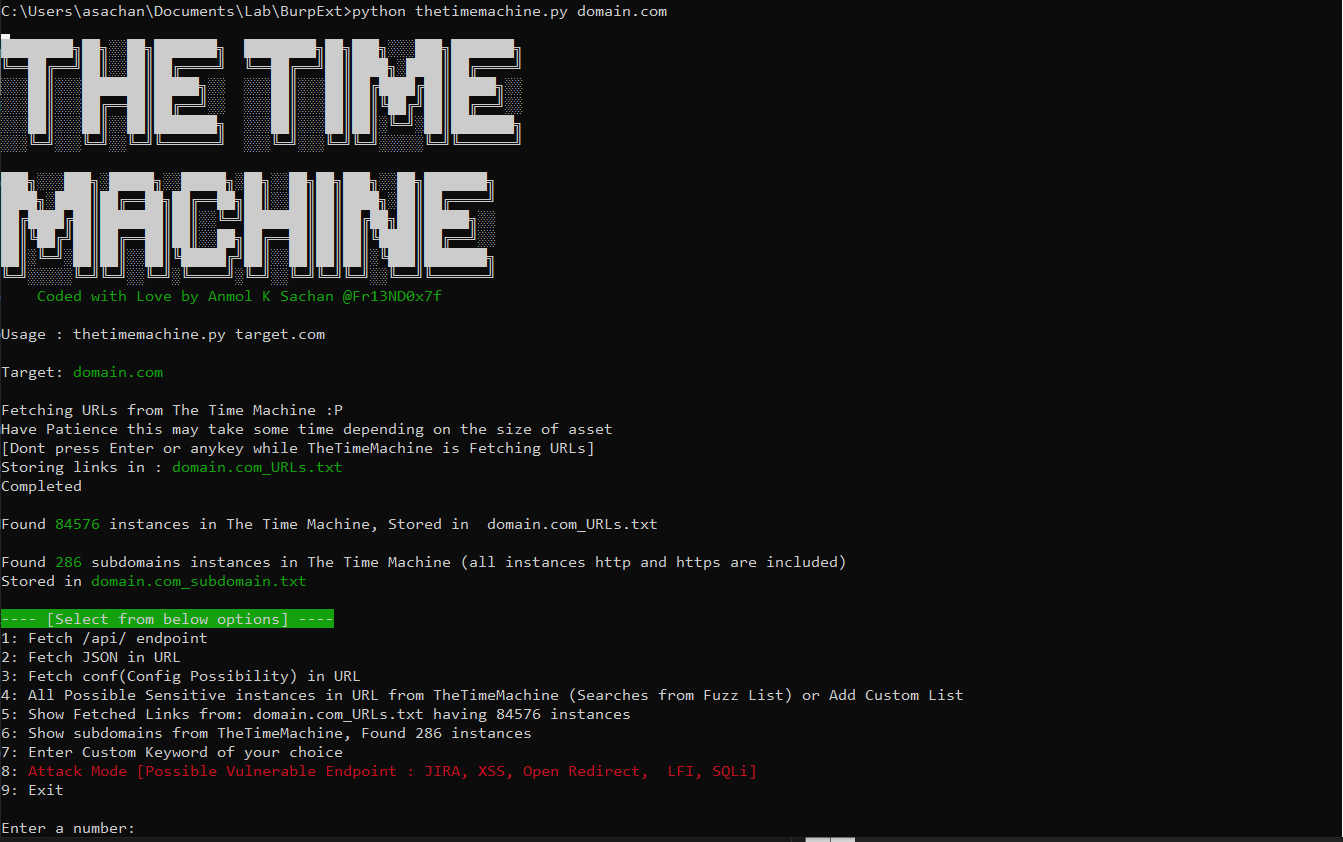 C:\Users\asachan\Documents\Lab\BurpExt>python thetimemachine.py domain.com
THE TIME
MACHINE
Coded with Love by Anmol K Sachan @Fr13ND0x7f
Usage : thetimemachine.py target.com
Target: domain.com
Fetching URLs from The Time Machine :P
Have Patience this may take some time depending on the size of asset
[Dont press Enter or anykey while TheTimeMachine is Fetching URLs]
Storing links in : domain.com_URLs.txt
Completed
Found 84576 instances in The Time Machine, Stored in  domain.com_URLs.txt
Found 286 subdomains instances in The Time Machine (all instances http and https are included)
Stored in domain.com_subdomain.txt
---- [Select from below options] ----
1: Fetch /api/ endpoint
2: Fetch JSON in URL
3: Fetch conf(Config Possibility) in URL
4: All Possible Sensitive instances in URL from TheTimeMachine (Searches from Fuzz List) or Add Custom List
5: Show Fetched Links from: domain.com_URLs.txt having 84576 instances
6: Show subdomains from TheTimeMachine, Found 286 instances
7: Enter Custom Keyword of your choice
8: Attack Mode [Possible Vulnerable Endpoint : JIRA, XSS, Open Redirect,  LFI, SQLi]
9: Exit
Enter a number: